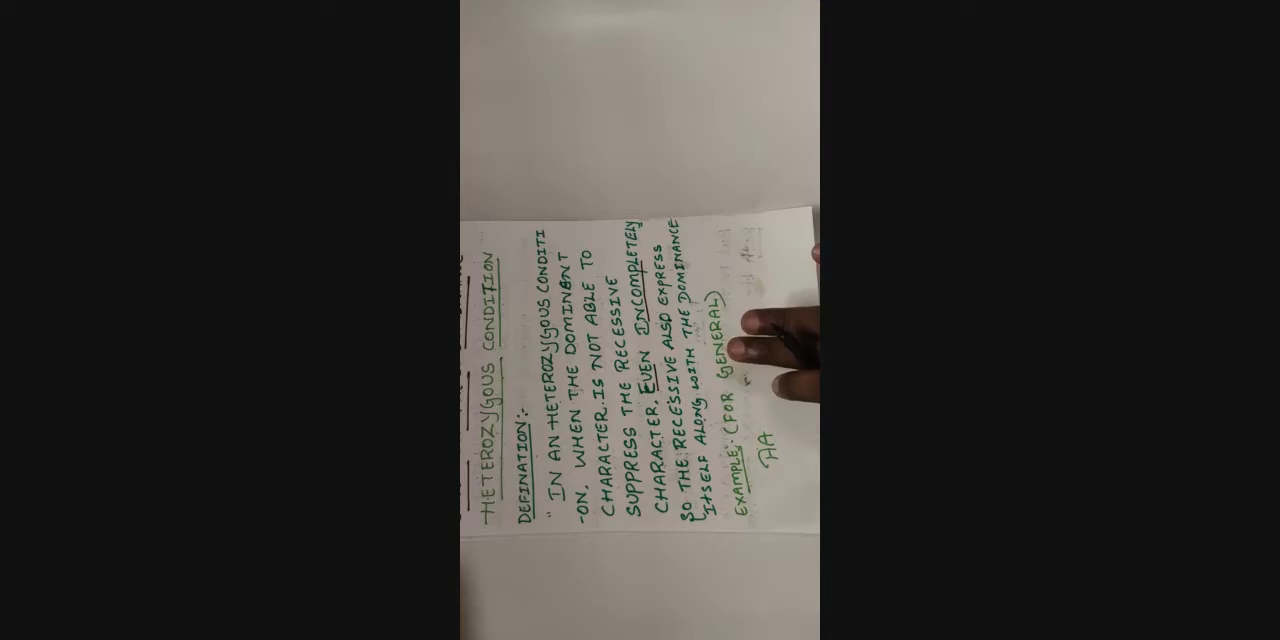 HETEROZYGOUS CONDITION
DEFINATION:-
" IN AN HETEROZYGOUS CONDITI
-ON, WHEN THE DOMINANT
CHARACTER.IS NOT ABLE TO
SUPPRESS THE RECESSIVE
CHARACTER, EVEN INCOMPLETELY
SO THE RECESSIVE ALSO EXPRESS
ITSELF ALONG WITH THE DOMINANCE
EXAMPLE: (FOR GENERAL)
AA